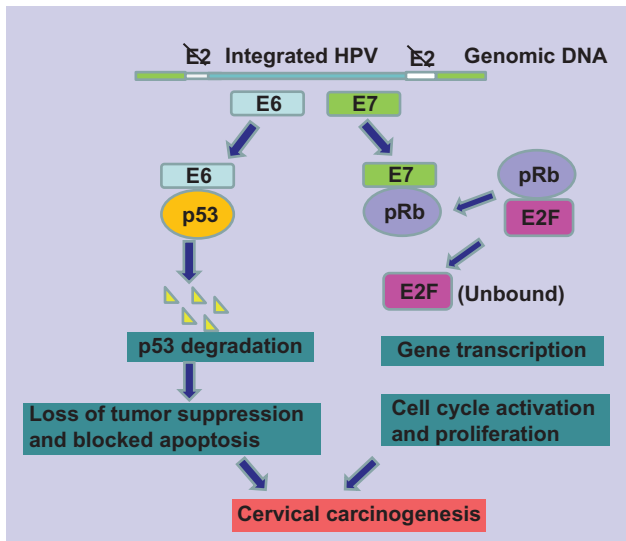 E2 Integrated HPV E2 Genomic DNA
E6 E7
E6
p53
E7
pRb
pRb
E2F
E2F (Unbound)
p53 degradation
Gene transcription
Loss of tumor suppression
and blocked apoptosis
Cell cycle activation
and proliferation
Cervical carcinogenesis